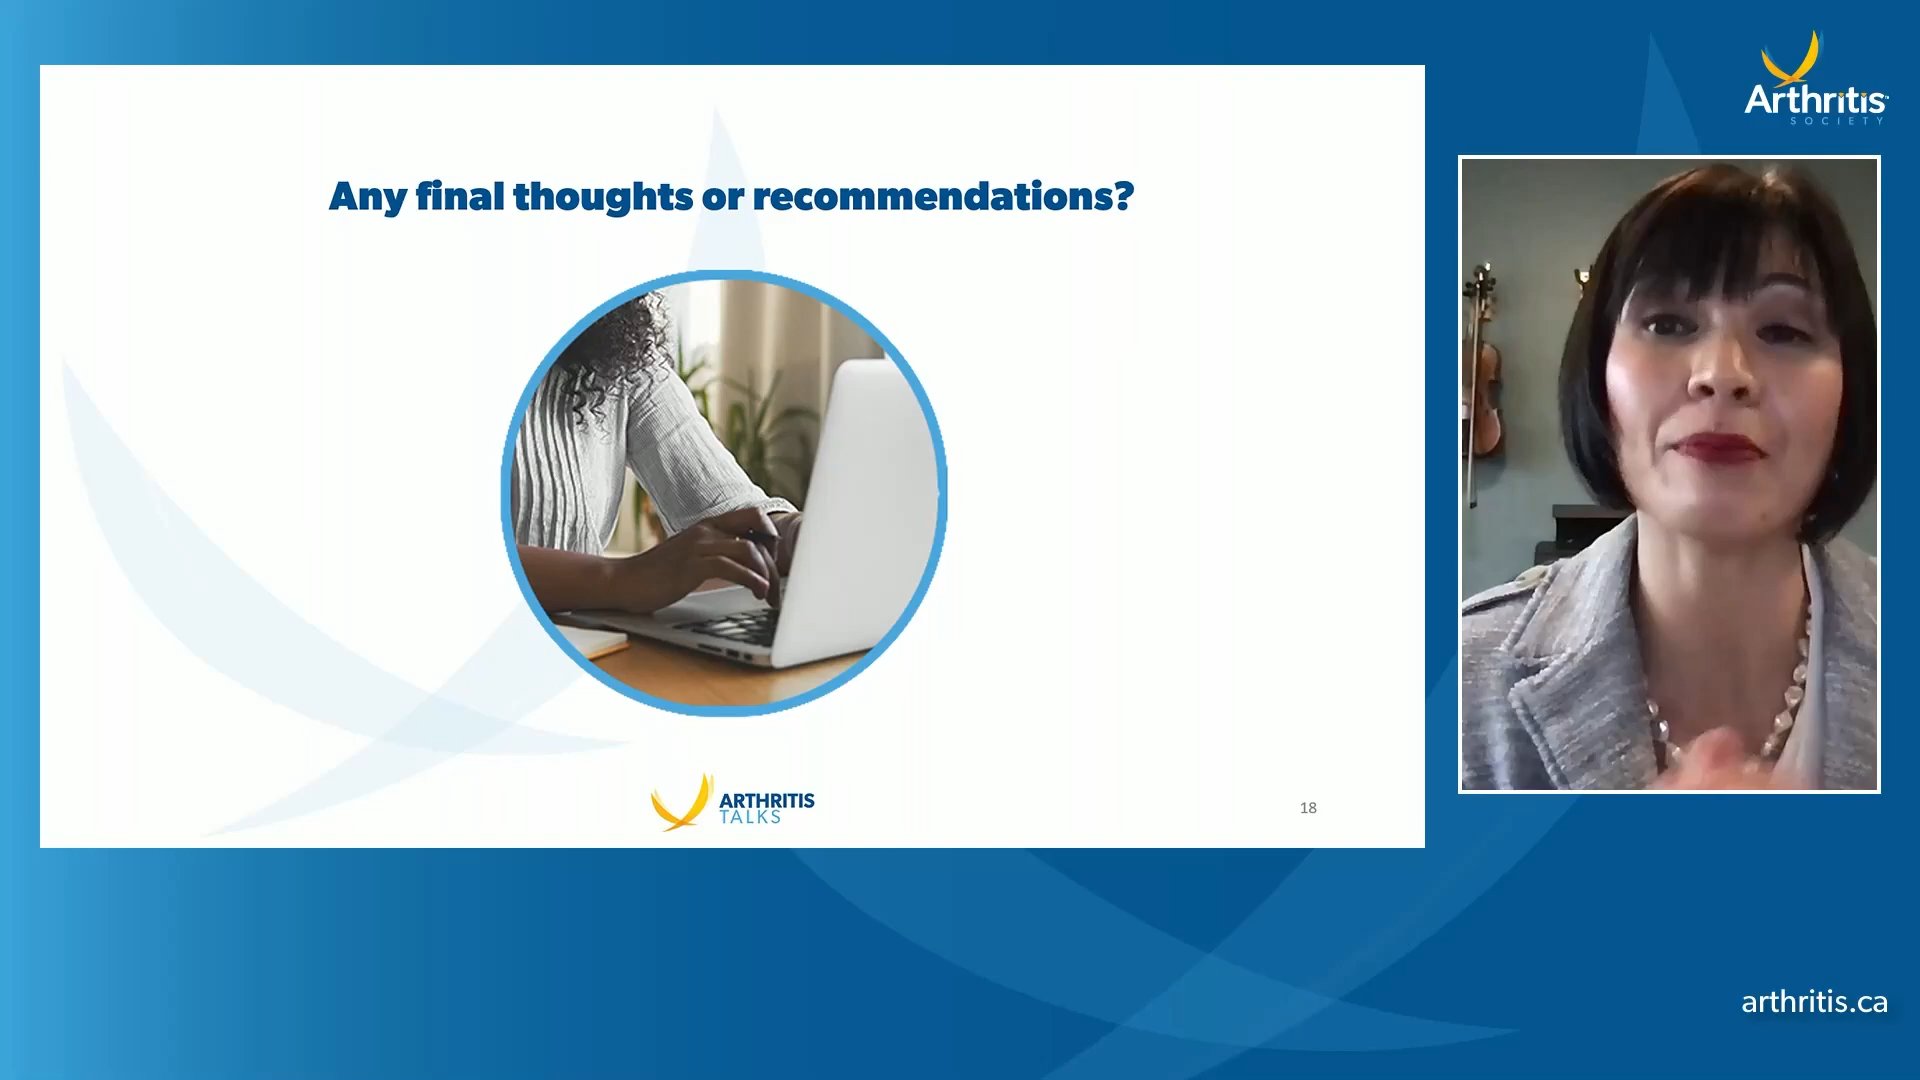 Any final thoughts or recommendations?
ARTHRITIS
TALKS
18
Arthritis
SOCIETY
arthritis.ca